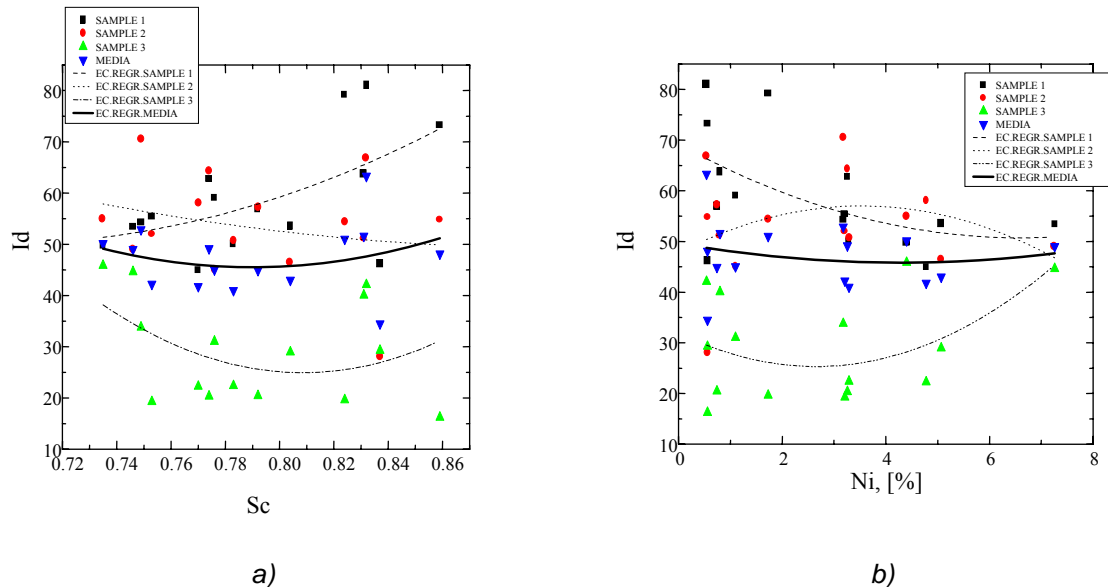 SAMPLE 1
SAMPLE 2
SAMPLE 3
MEDIA
EC.REGR.SAMPLE 1
EC.REGR.SAMPLE 2
EC.REGR.SAMPLE 3
EC.REGR.MEDIA
80
70
60
50
40
30
20
10
Id
0.72 0.74 0.76 0.78 0.80 0.82 0.84 0.86
Sc
a)
SAMPLE 1
SAMPLE 2
SAMPLE 3
MEDIA
EC.REGR.SAMPLE 1
EC.REGR.SAMPLE 2
EC.REGR.SAMPLE 3
EC.REGR.MEDIA
80
70
60
50
40
30
20
10
Id
0 2 4 6 8
Ni, [%]
b)